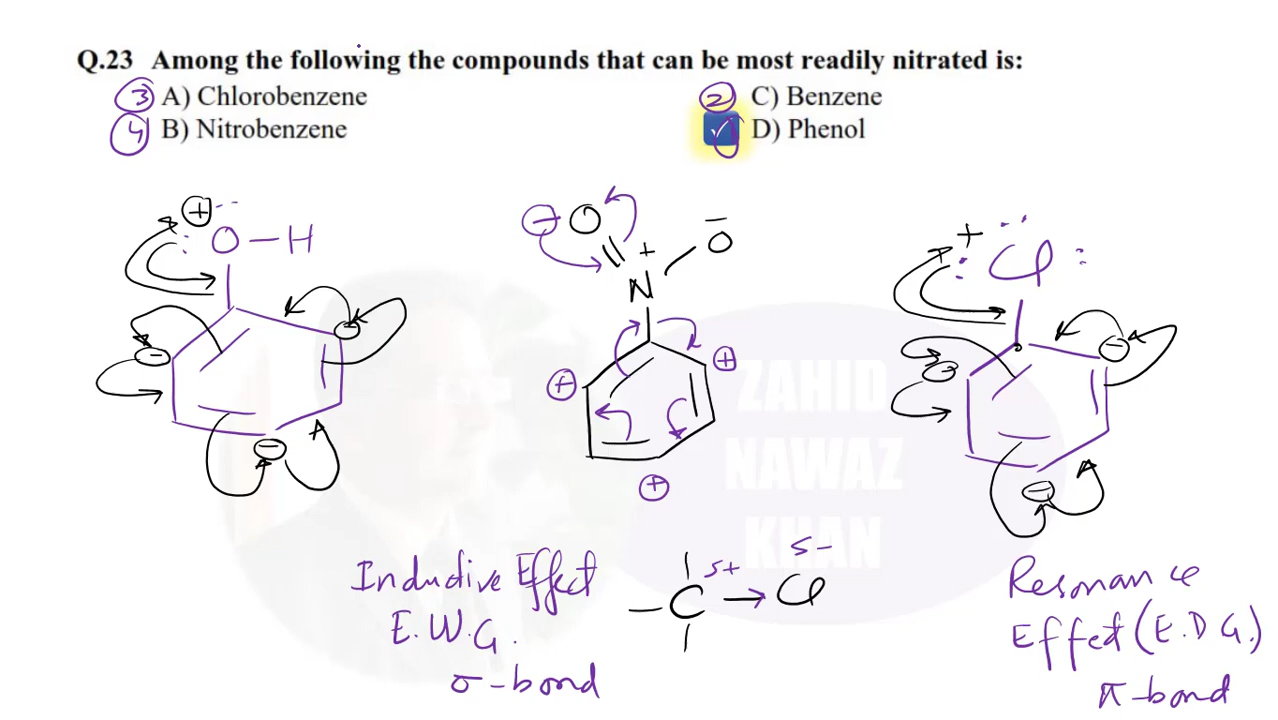 Q.23 Among the following the compounds that can be most readily nitrated is:
3 A) Chlorobenzene
2 C) Benzene
4 B) Nitrobenzene
✓ D) Phenol
⊕
:O–H
⊖
⊖
⊖
⊖ O
+
N
Ō
⊕
⊕
⊕
+
:Cl:
⊖
⊖
⊖
ZAHID
NAWAZ
KHAN
Inductive Effect
E.W.G.
σ-bond
C δ+ → Cl δ-
Resonance
Effect (E.D.G.)
π-bond